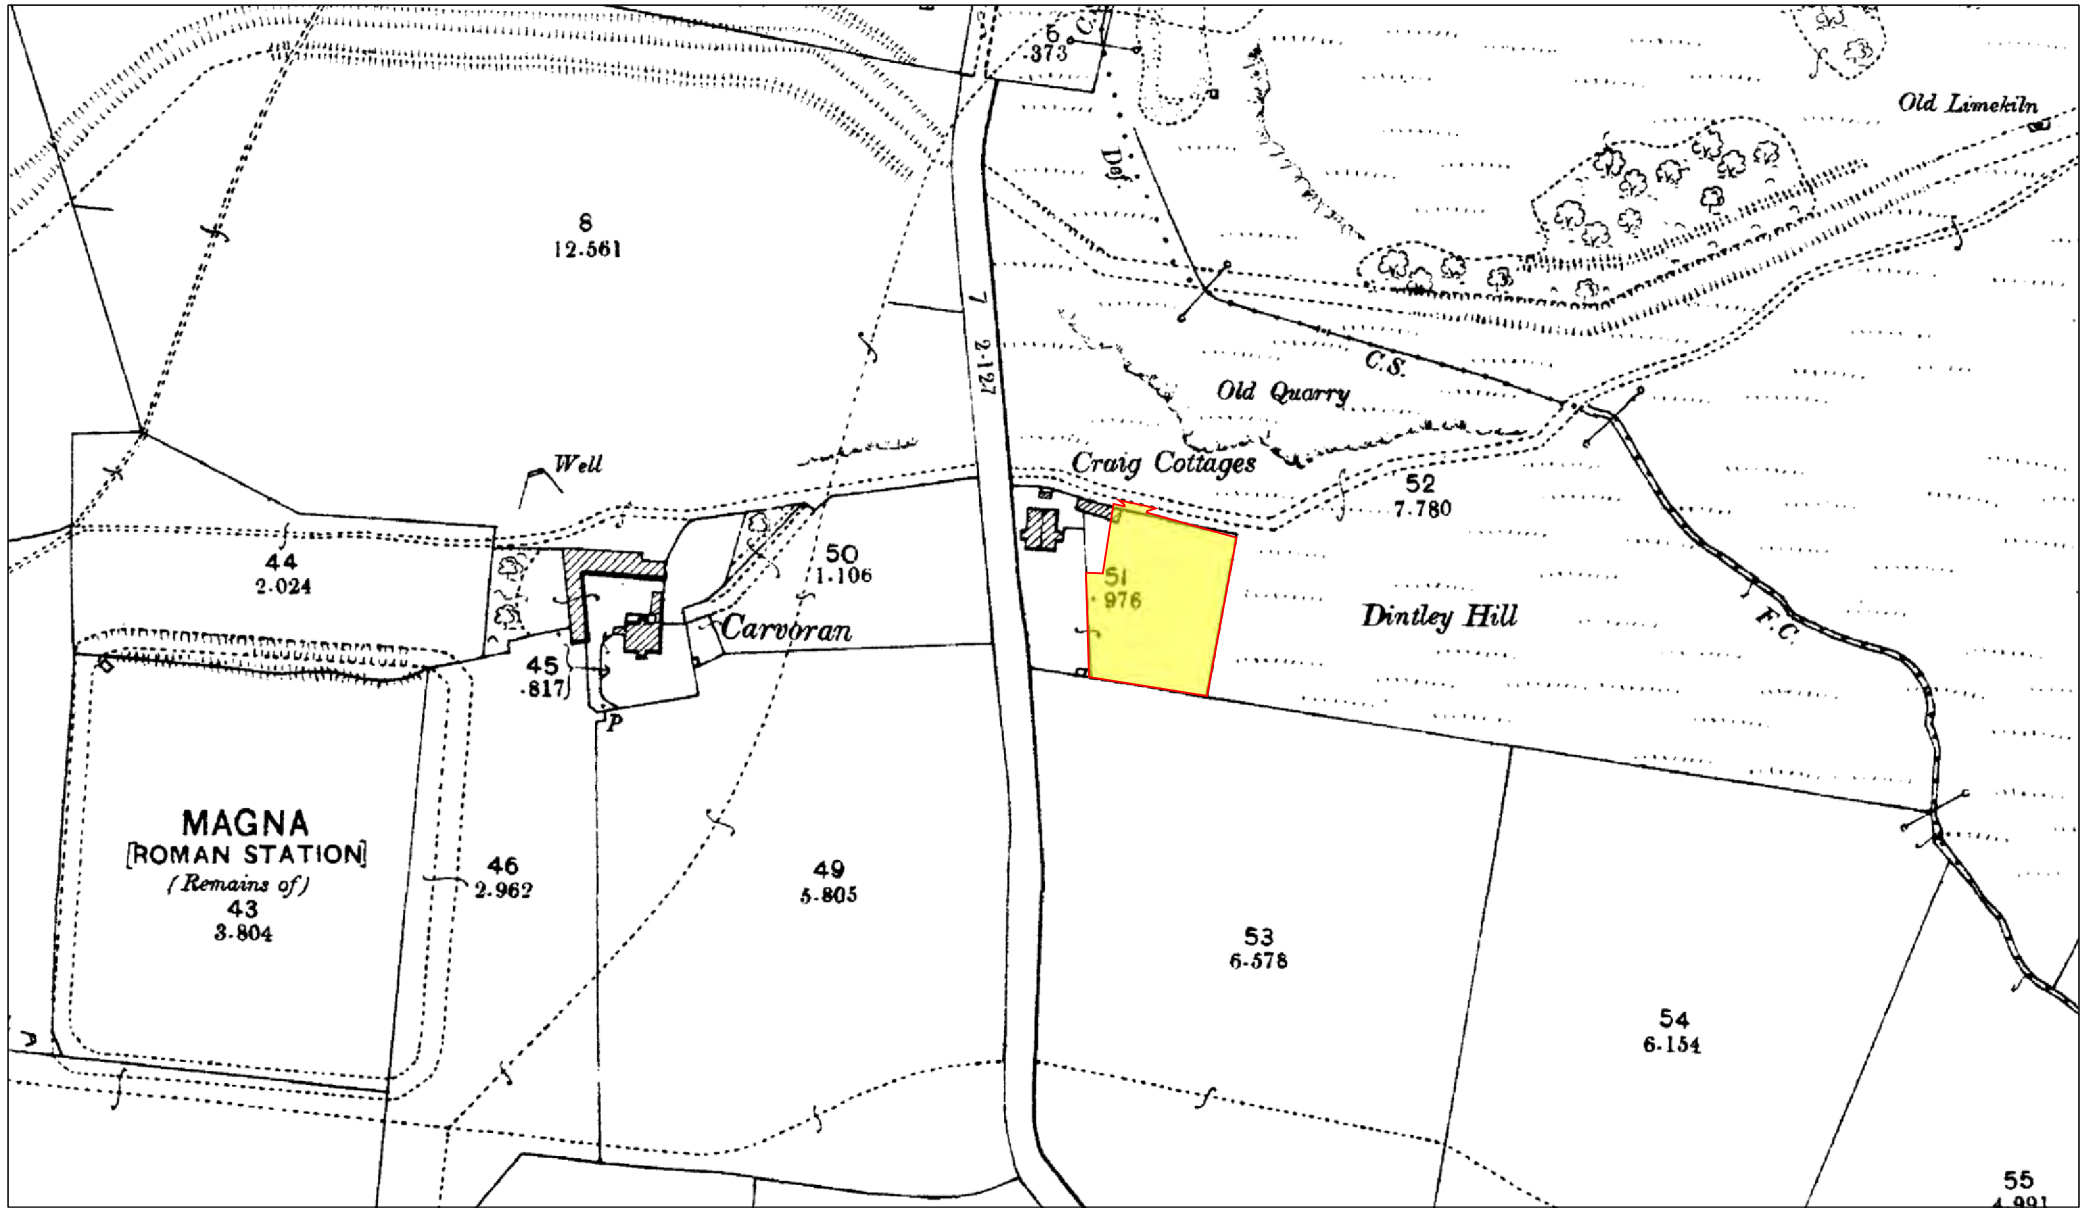 6
.373
C.
Old Limekiln
Def.
8
12.561
7
2.127
C.S.
Old Quarry
Well
Craig Cottages
52
7.780
44
2.024
50
1.106
51
.976
Dintley Hill
F.C.
Carvoran
45
.817
P
MAGNA
[ROMAN STATION]
(Remains of)
43
3.804
46
2.962
49
5.805
53
6.578
54
6.154
55
4.991